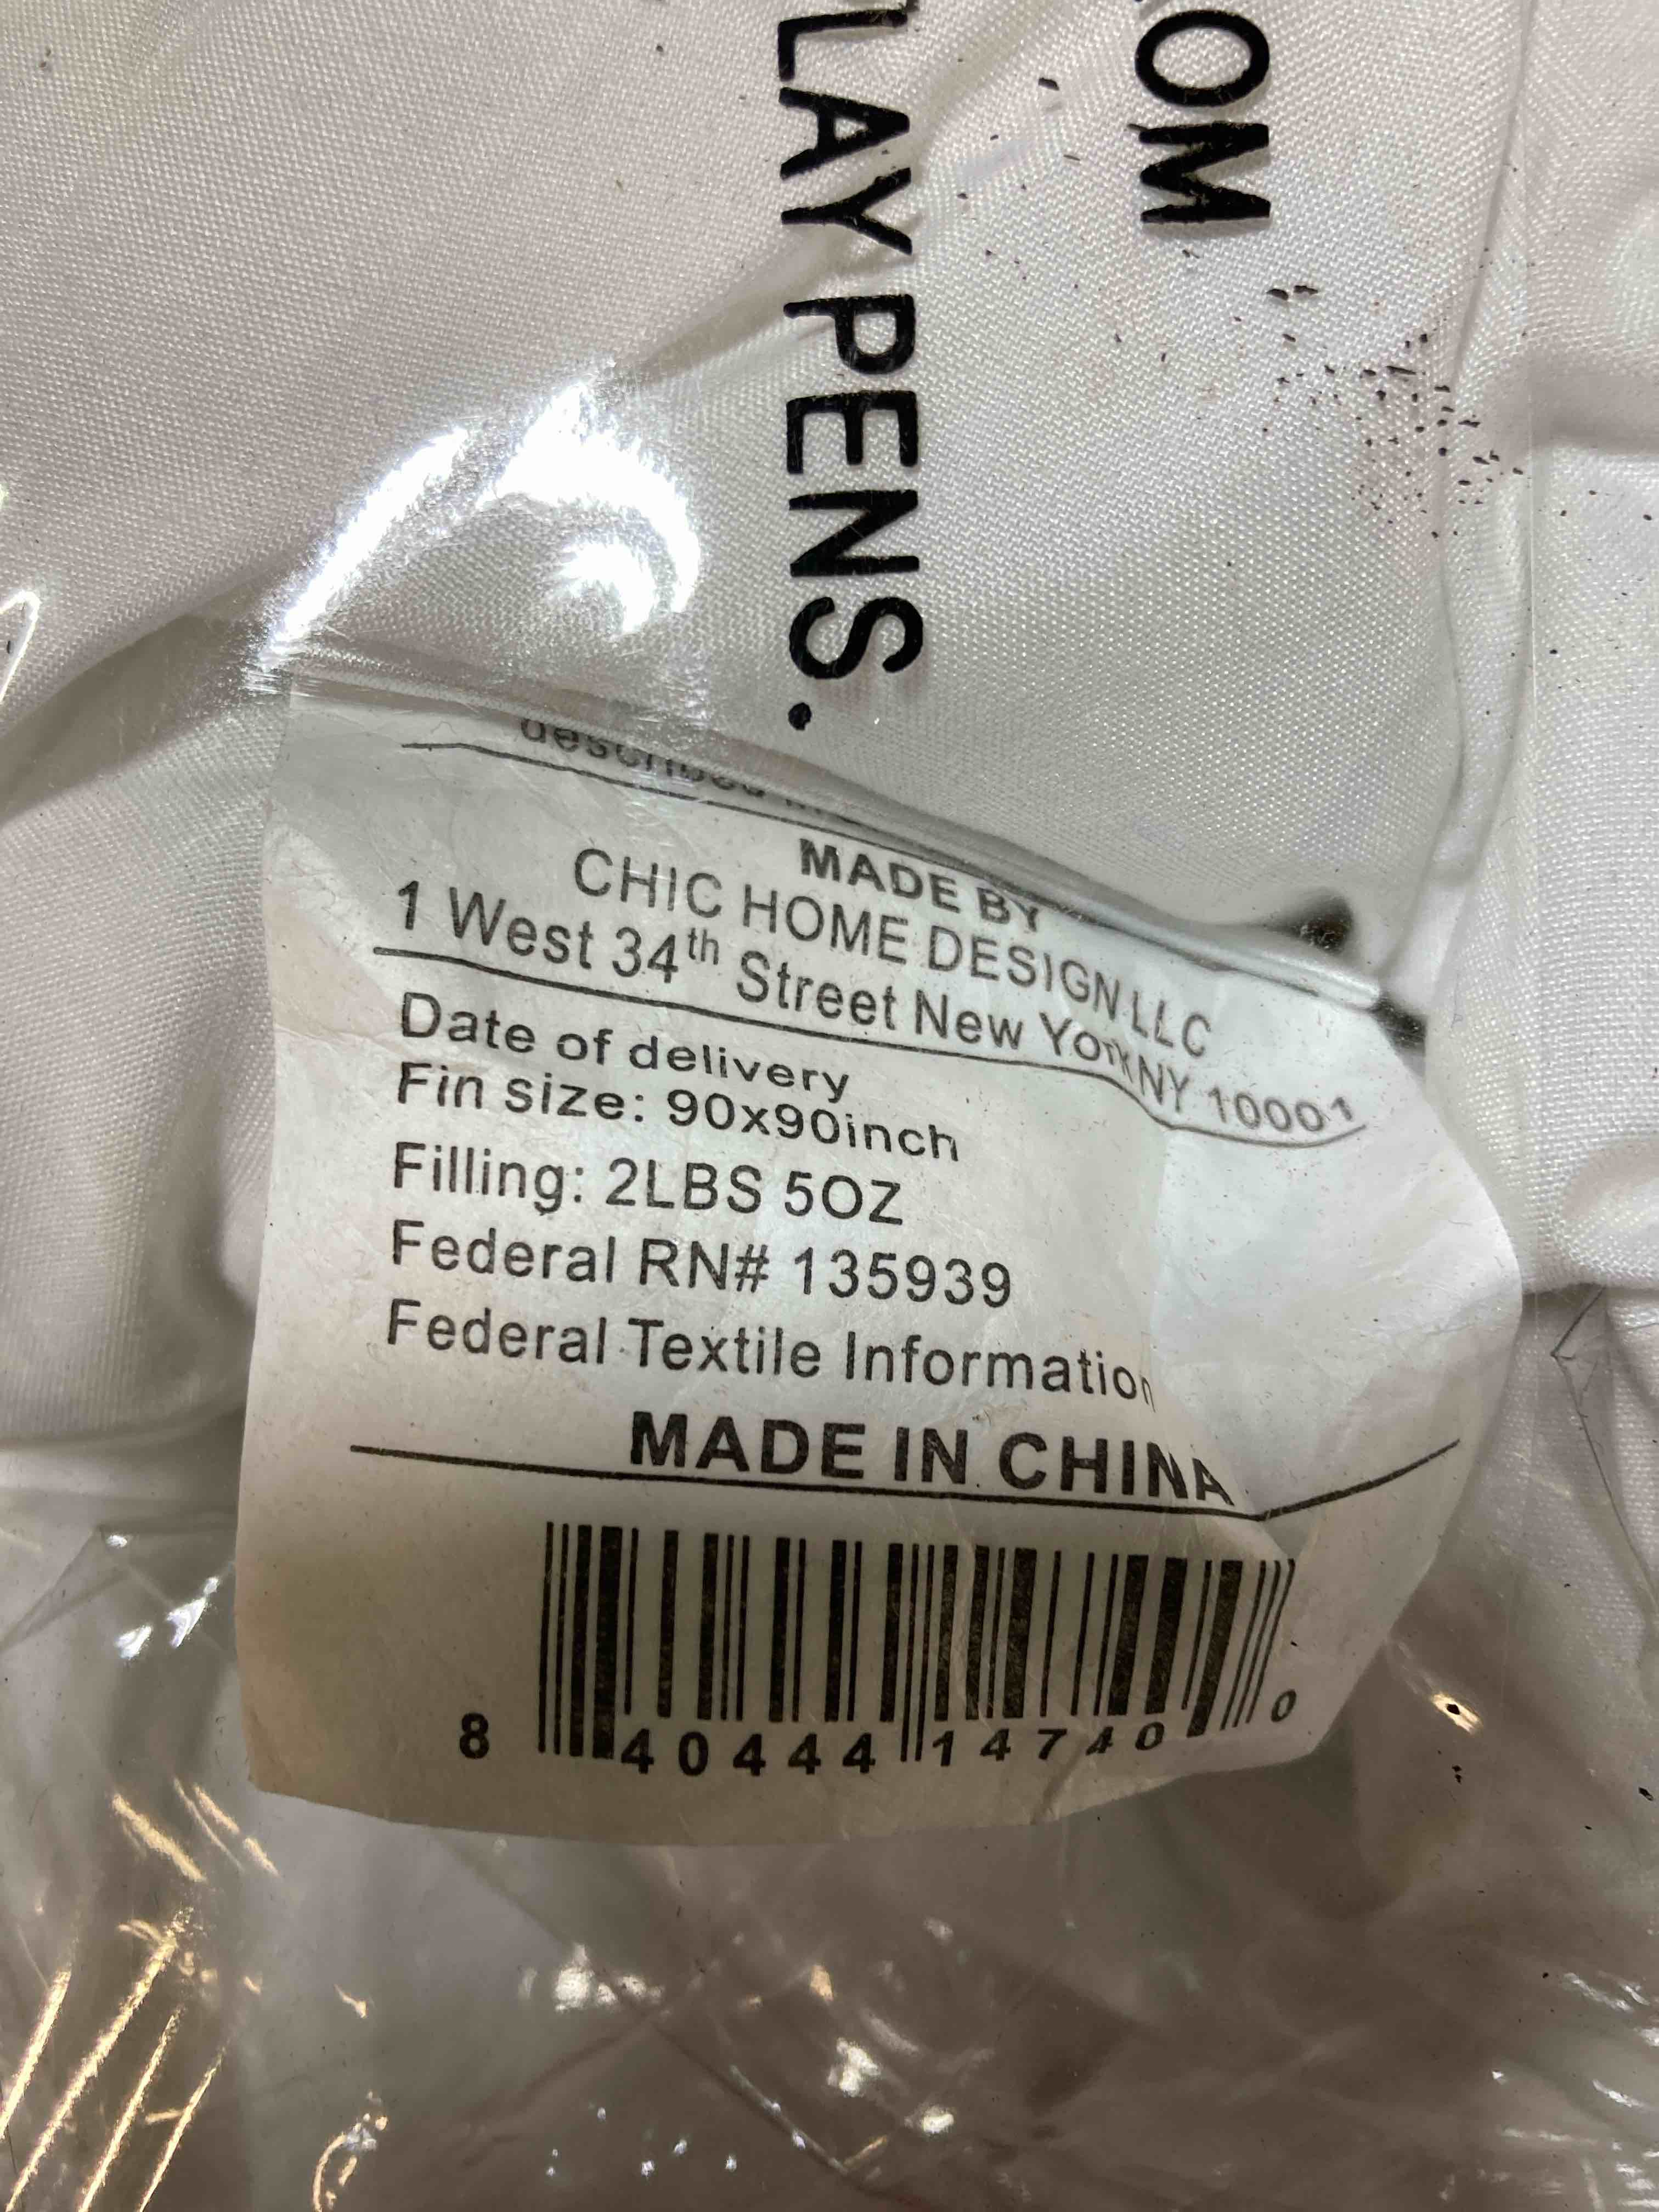 OM
LAY PENS.
described in
MADE BY
CHIC HOME DESIGN LLC
1 West 34th Street New York NY 10001
Date of delivery
Fin size: 90x90inch
Filling: 2LBS 5OZ
Federal RN# 135939
Federal Textile Information
MADE IN CHINA
8 40444 14740 0